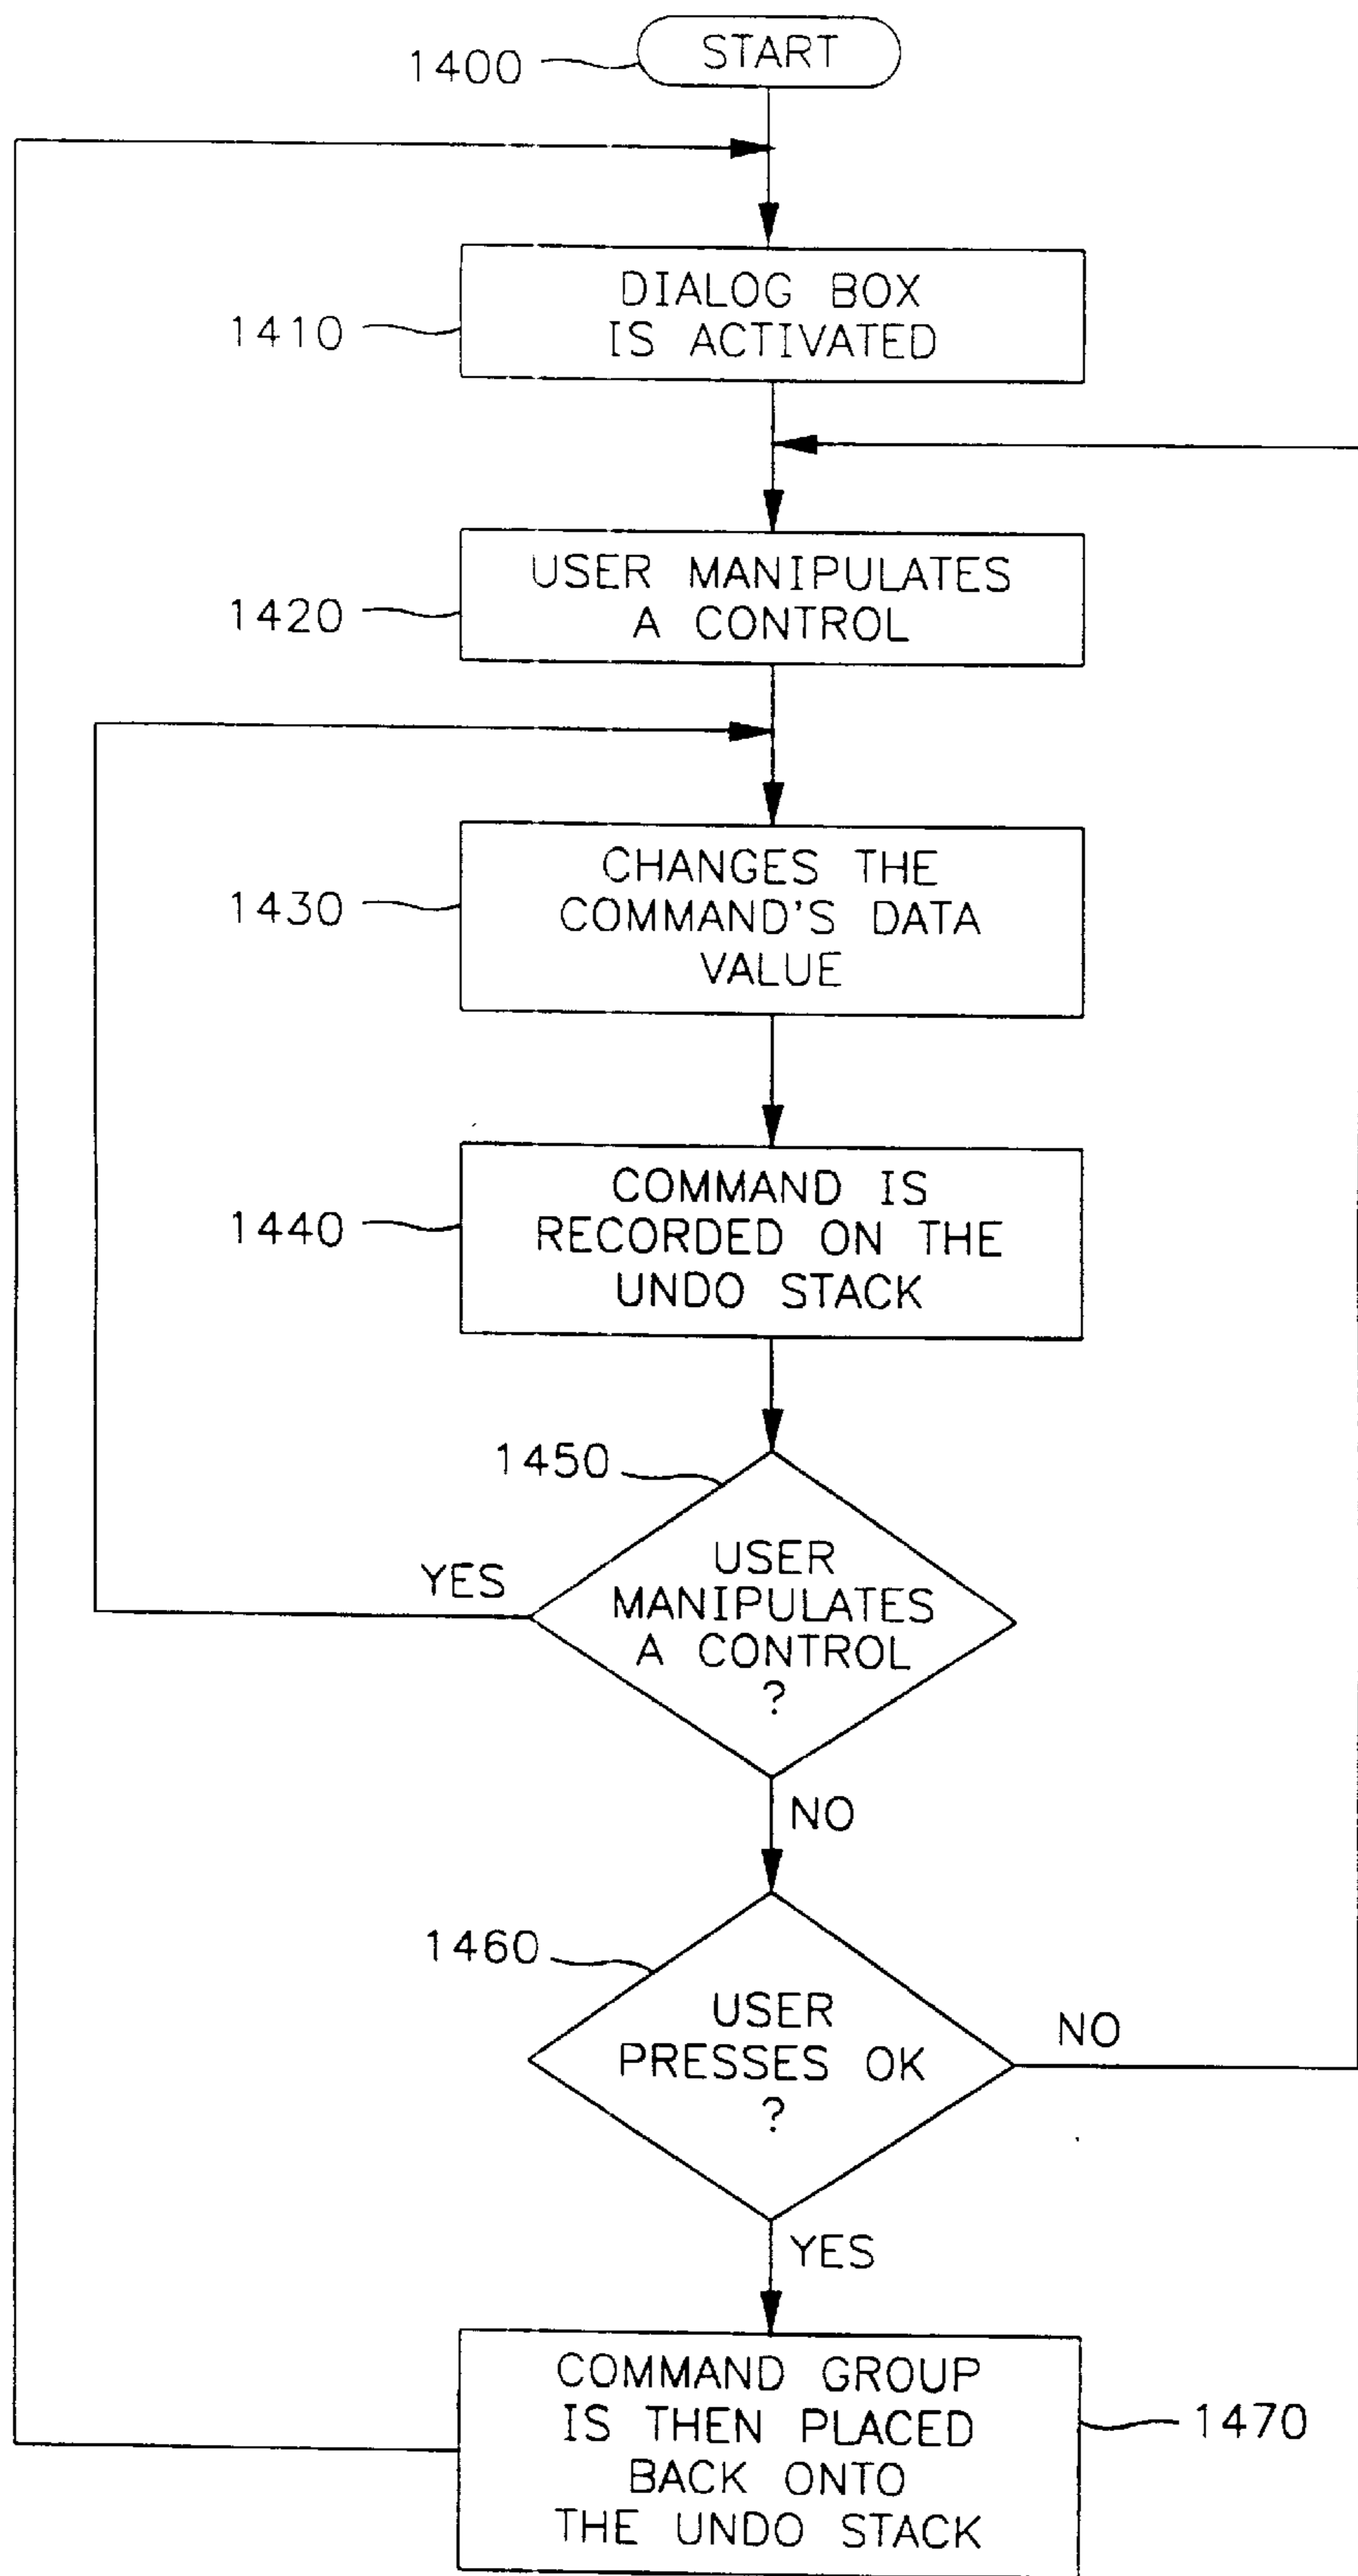 START
1400
DIALOG BOX
IS ACTIVATED
1410
USER MANIPULATES
A CONTROL
1420
CHANGES THE
COMMAND'S DATA
VALUE
1430
COMMAND IS
RECORDED ON THE
UNDO STACK
1440
1450
USER
MANIPULATES
A CONTROL
?
YES
NO
1460
USER
PRESSES OK
?
NO
YES
COMMAND GROUP
IS THEN PLACED
BACK ONTO
THE UNDO STACK
1470